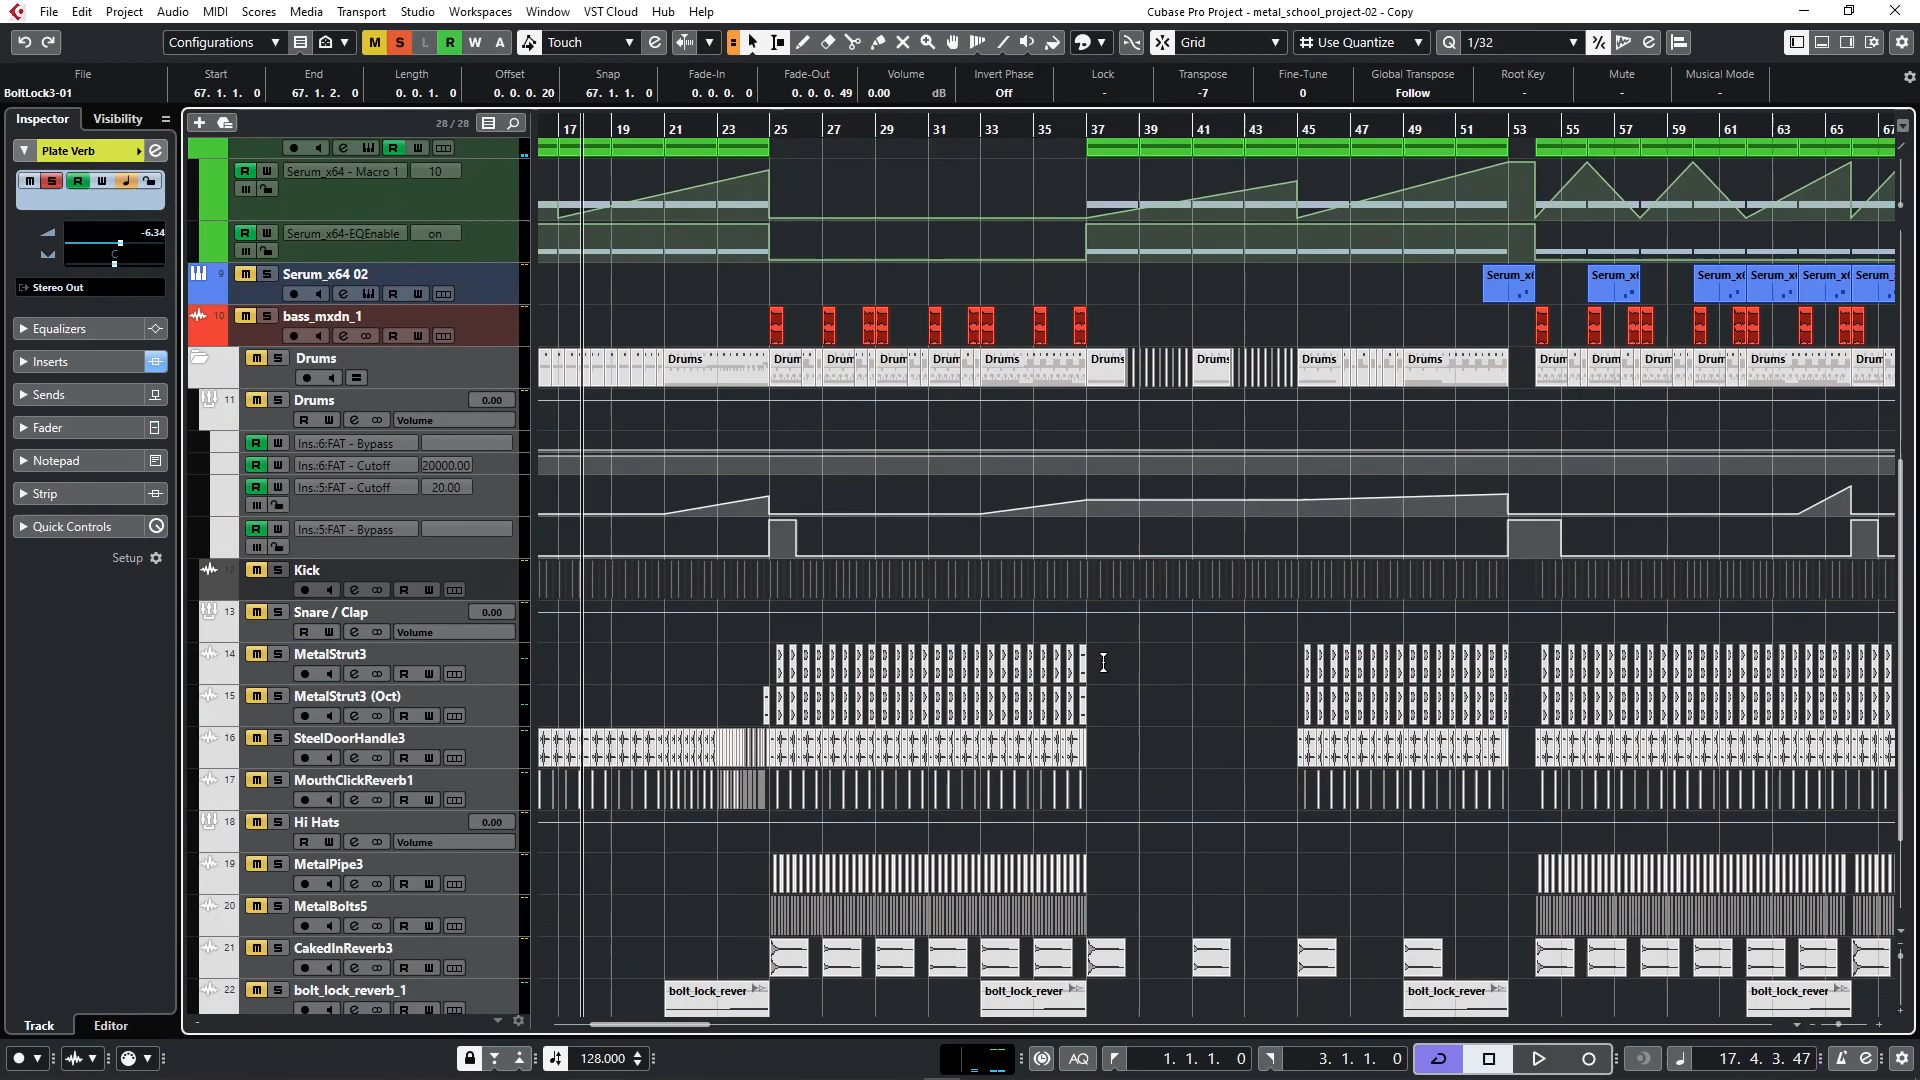 File Edit Project Audio MIDI Scores Media Transport Studio Workspaces Window VST Cloud Hub Help
Cubase Pro Project - metal_school_project-02 - Copy
Configurations M S L R W A Touch Grid Use Quantize Q 1/32
File Start End Length Offset Snap Fade-In Fade-Out Volume Invert Phase Lock Transpose Fine-Tune Global Transpose Root Key Mute Musical Mode
BoltLock3-01 67. 1. 1. 0 67. 1. 2. 0 0. 0. 1. 0 0. 0. 0. 20 67. 1. 1. 0 0. 0. 0. 0 0. 0. 0. 49 0.00 dB Off - -7 0 Follow - - -
Inspector Visibility
28 / 28
17 19 21 23 25 27 29 31 33 35 37 39 41 43 45 47 49 51 53 55 57 59 61 63 65 67
Plate Verb
M S R W
-6.34
C
Stereo Out
Equalizers
Inserts
Sends
Fader
Notepad
Strip
Quick Controls
Setup
R W
R W Serum_x64 - Macro 1 10
R W Serum_x64-EQEnable on
9 M S Serum_x64 02
R W
Serum_x6 Serum_x6 Serum_x6 Serum_x6 Serum_x6 Serum_
10 M S bass_mxdn_1
R W
M S Drums
Drums Drum Drum Drum Drum Drums Drums Drums Drums Drums Drum Drum Drum Drum Drums Drum
11 M S Drums 0.00
R W Volume
R W Ins.:6:FAT - Bypass
R W Ins.:6:FAT - Cutoff 20000.00
R W Ins.:5:FAT - Cutoff 20.00
R W Ins.:5:FAT - Bypass
12 M S Kick
R W
13 M S Snare / Clap 0.00
R W Volume
14 M S MetalStrut3
R W
15 M S MetalStrut3 (Oct)
R W
16 M S SteelDoorHandle3
R W
17 M S MouthClickReverb1
R W
18 M S Hi Hats 0.00
R W Volume
19 M S MetalPipe3
R W
20 M S MetalBolts5
R W
21 M S CakedInReverb3
R W
22 M S bolt_lock_reverb_1
bolt_lock_rever bolt_lock_rever bolt_lock_rever bolt_lock_rever
R W
Track Editor
128.000 AQ 1. 1. 1. 0 3. 1. 1. 0 17. 4. 3. 47